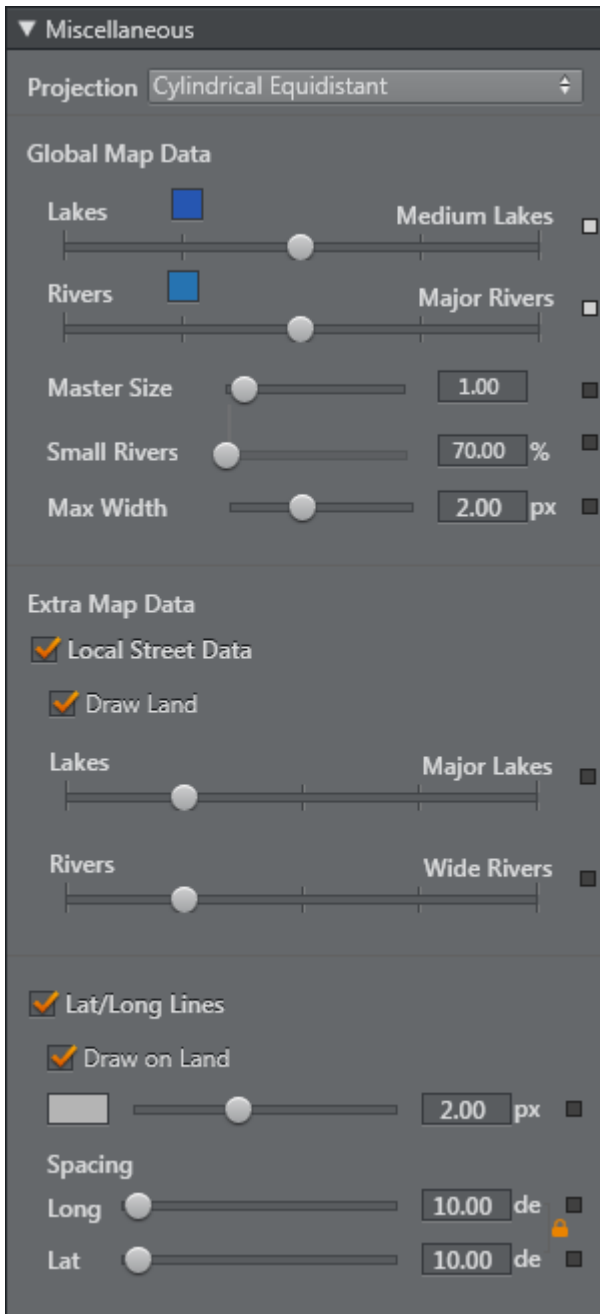 Miscellaneous
Projection Cylindrical Equidistant
Global Map Data
Lakes Medium Lakes
Rivers Major Rivers
Master Size 1.00
Small Rivers 70.00 %
Max Width 2.00 px
Extra Map Data
Local Street Data
Draw Land
Lakes Major Lakes
Rivers Wide Rivers
Lat/Long Lines
Draw on Land
2.00 px
Spacing
Long 10.00 de
Lat 10.00 de